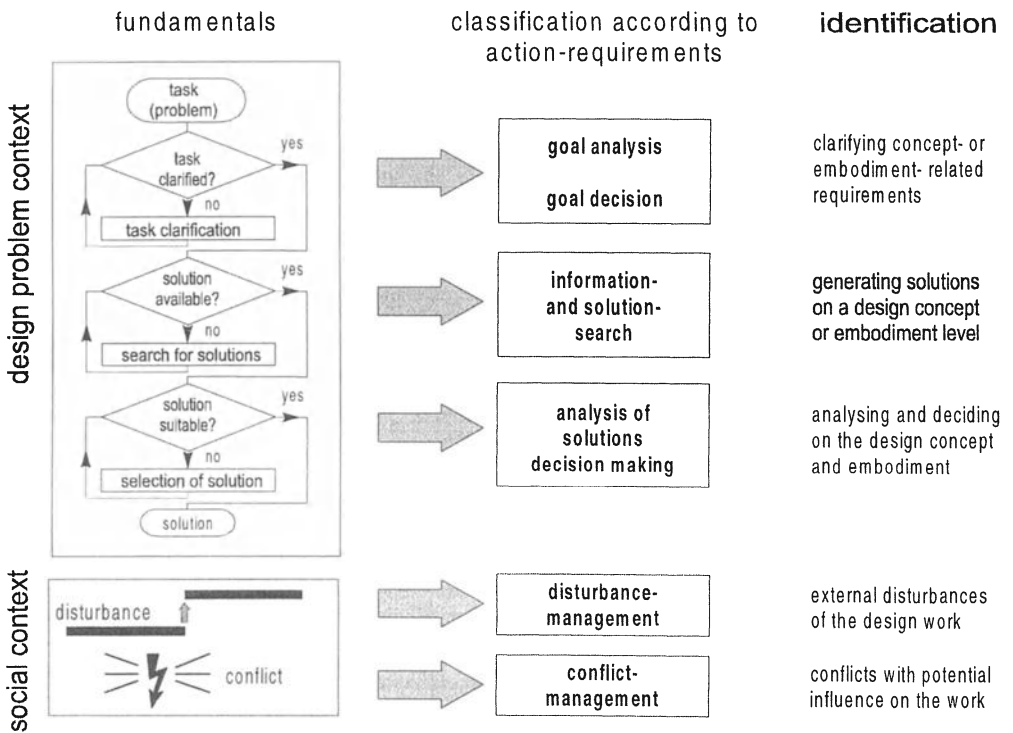 fundamentals
classification according to
action-requirements
identification
design problem context
task
(problem)
task
clarified?
yes
no
task clarification
solution
available?
yes
no
search for solutions
solution
suitable?
yes
no
selection of solution
solution
goal analysis
goal decision
clarifying concept- or
embodiment- related
requirements
information-
and solution-
search
generating solutions
on a design concept
or embodiment level
analysis of
solutions
decision making
analysing and deciding
on the design concept
and embodiment
social context
disturbance
conflict
disturbance-
management
external disturbances
of the design work
conflict-
management
conflicts with potential
influence on the work